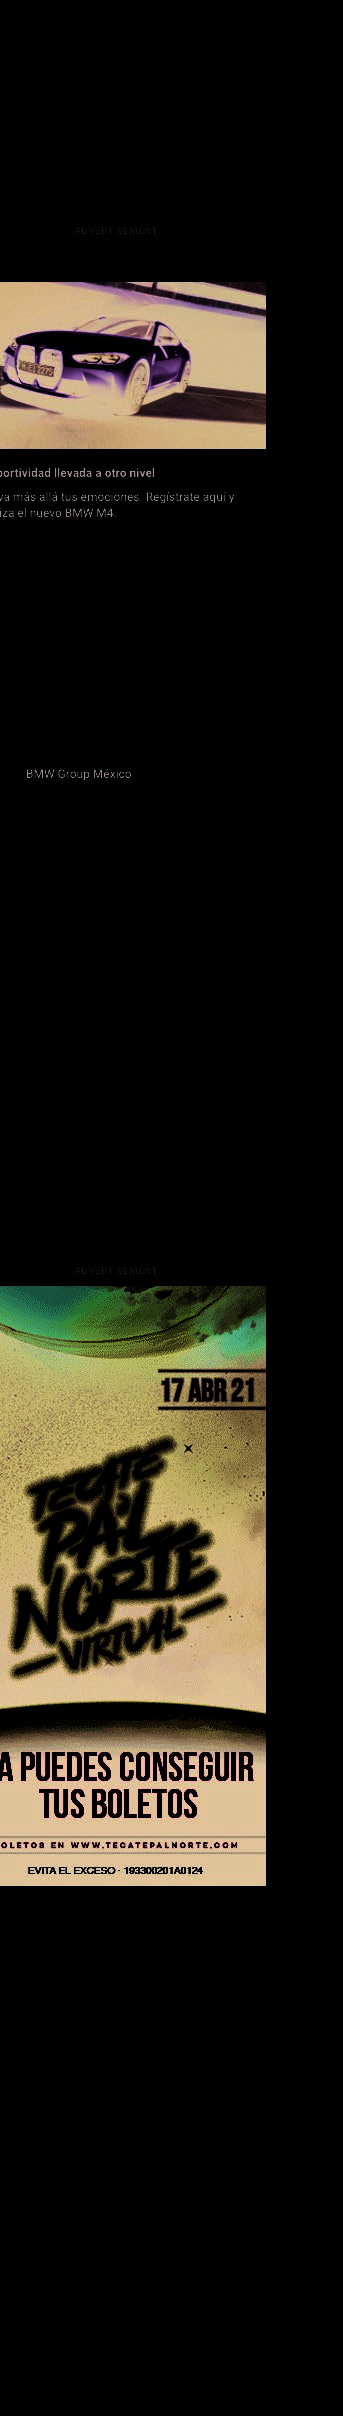 ADVERTISEMENT
portividad llevada a otro nivel
va más allá tus emociones. Regístrate aquí y
iza el nuevo BMW M4.
BMW Group México
ADVERTISEMENT
17 ABR 21
TECATE
PA'L
NORTE
VIRTUAL
A PUEDES CONSEGUIR
TUS BOLETOS
OLETOS EN WWW.TECATEPALNORTE.COM
EVITA EL EXCESO · 193300201A0124